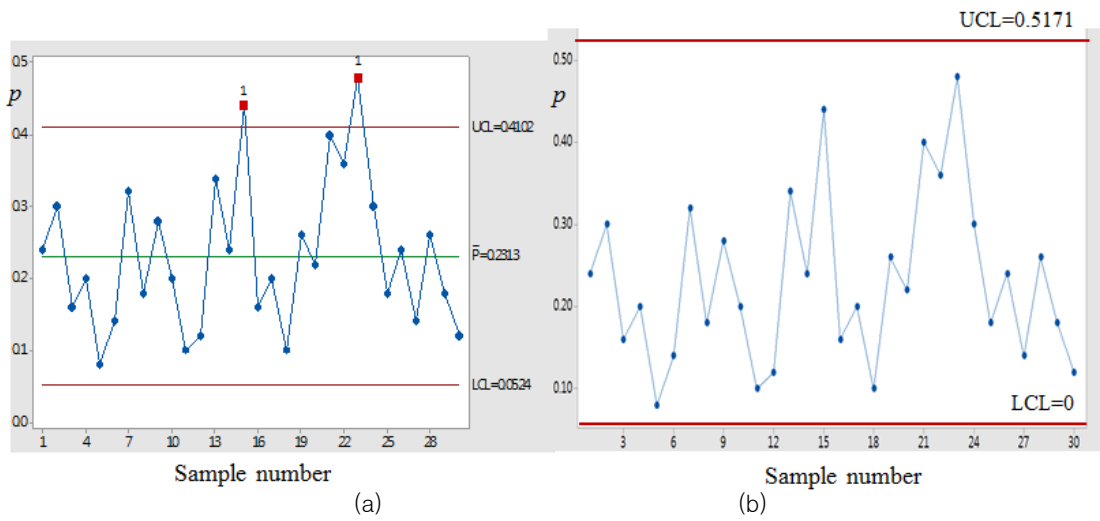 0.5
p
0.4
0.3
0.2
0.1
0.0
1
1
UCL=0.4102
P̄=0.2313
LCL=0.0524
1 4 7 10 13 16 19 22 25 28
Sample number
(a)
UCL=0.5171
0.50
p
0.40
0.30
0.20
0.10
LCL=0
3 6 9 12 15 18 21 24 27 30
Sample number
(b)